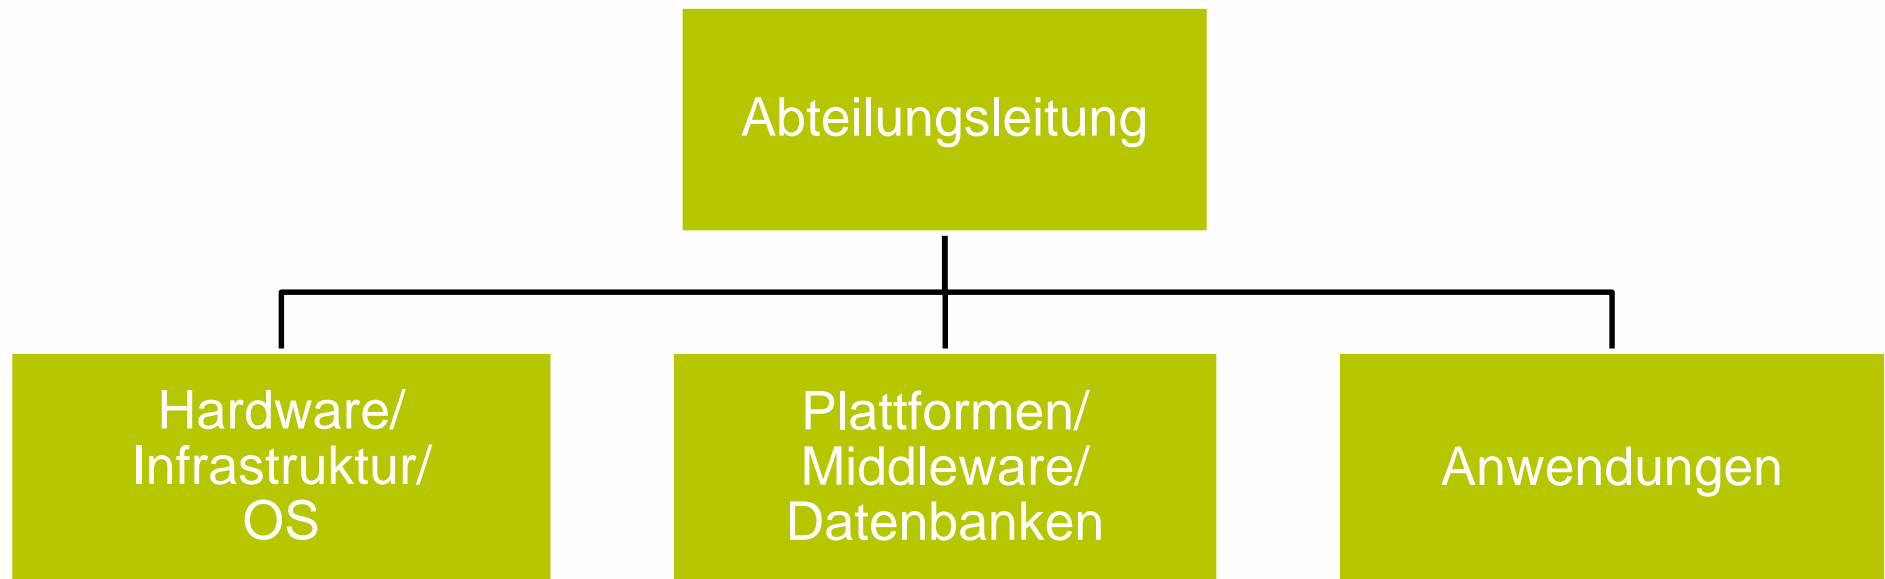 Abteilungsleitung
Hardware/
Infrastruktur/
OS
Plattformen/
Middleware/
Datenbanken
Anwendungen